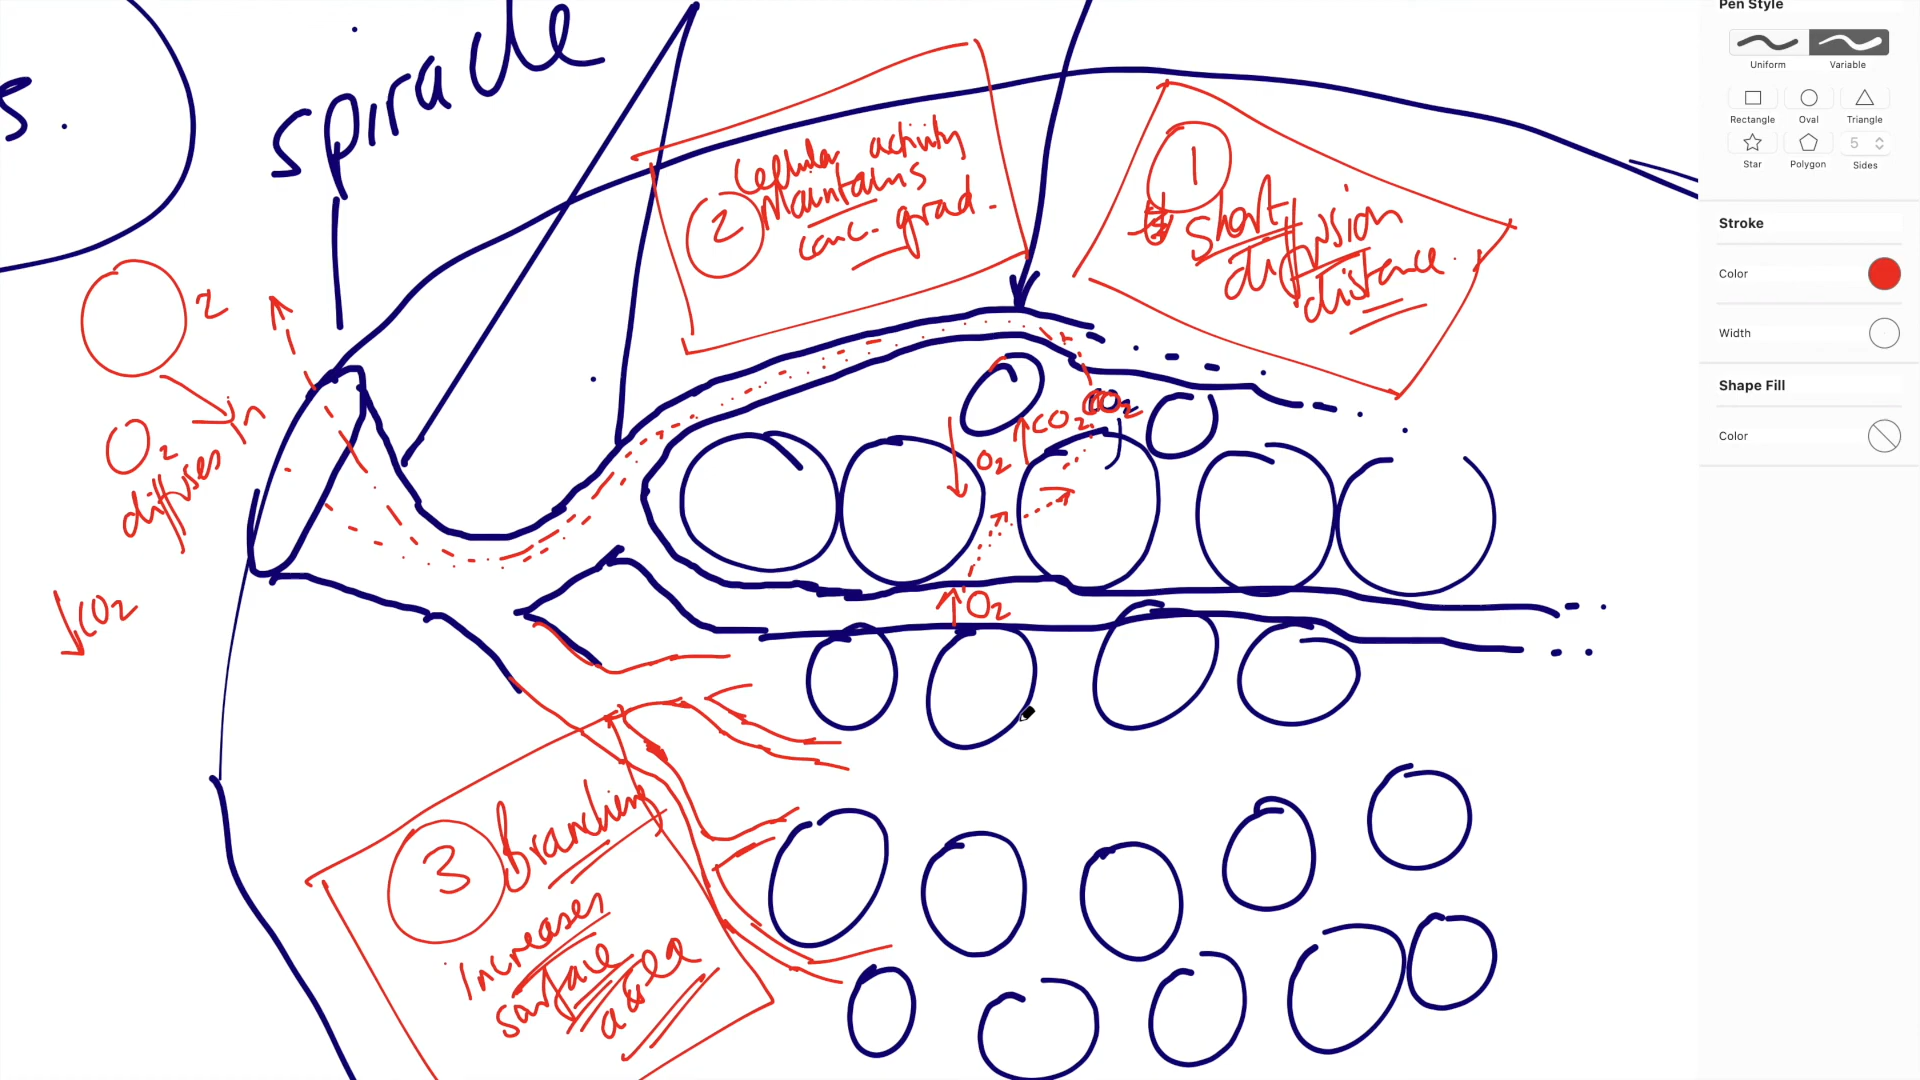 s.
spiracle
2
Cellular activity
Maintains
conc. grad.
1
short
diffusion
distance.
O2
O2
diffuses
in
↓CO2
CO2
CO2
O2
O2
3
Branching
increases
surface
area
Pen Style
Uniform
Variable
Rectangle
Oval
Triangle
Star
Polygon
5
Sides
Stroke
Color
Width
Shape Fill
Color